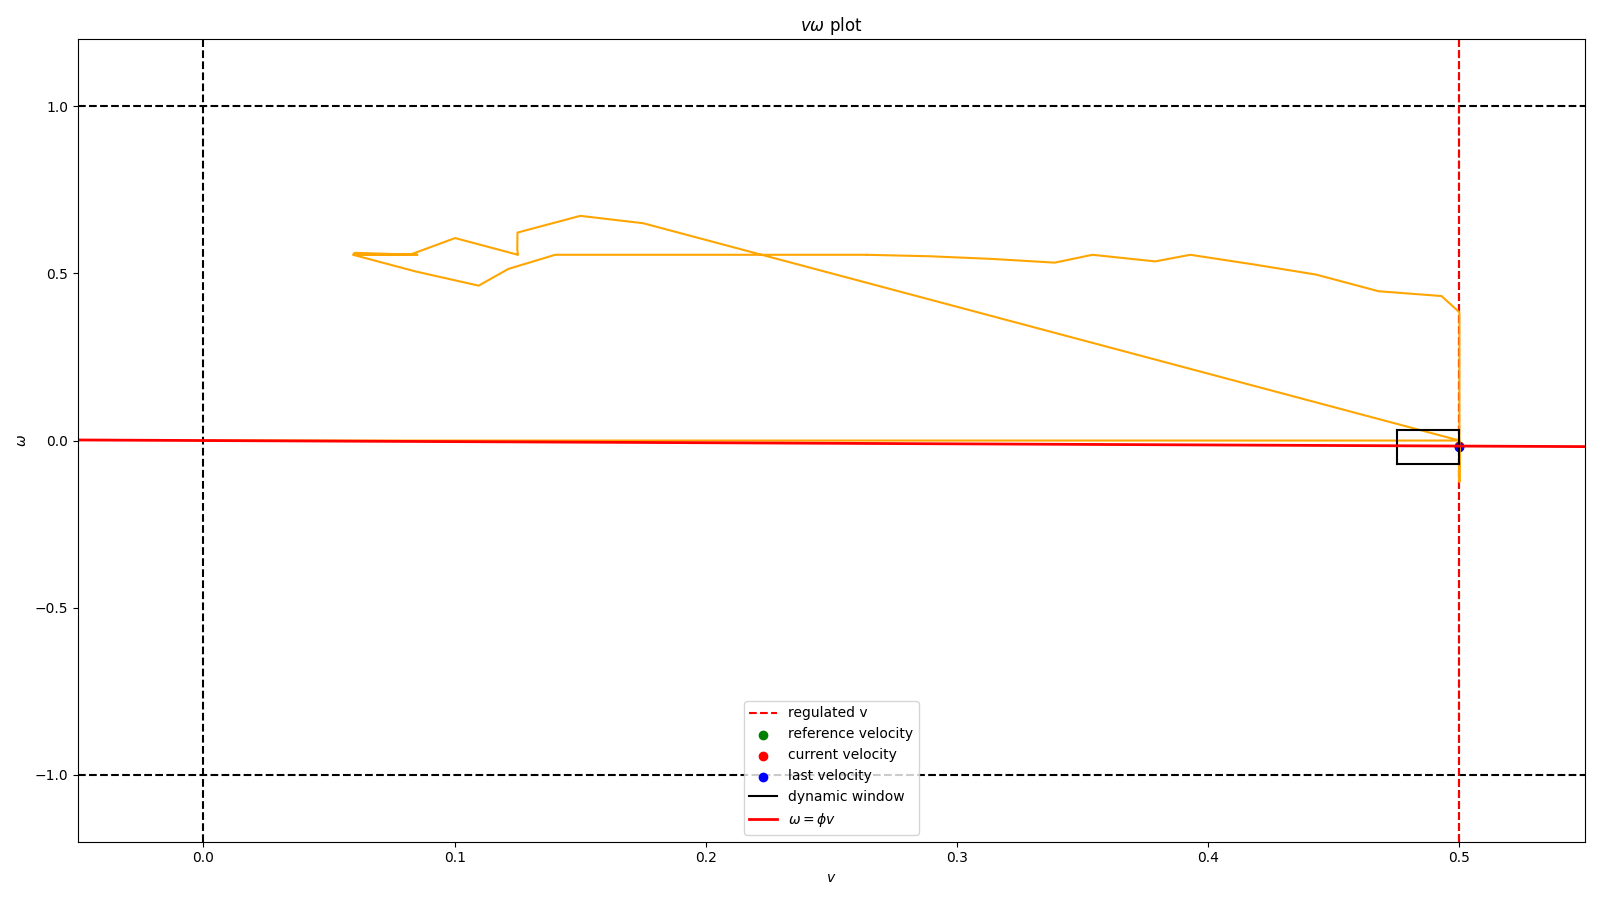 vω plot
ω
1.0
0.5
0.0
−0.5
−1.0
regulated v
reference velocity
current velocity
last velocity
dynamic window
ω = ϕv
0.0
0.1
0.2
0.3
0.4
0.5
v